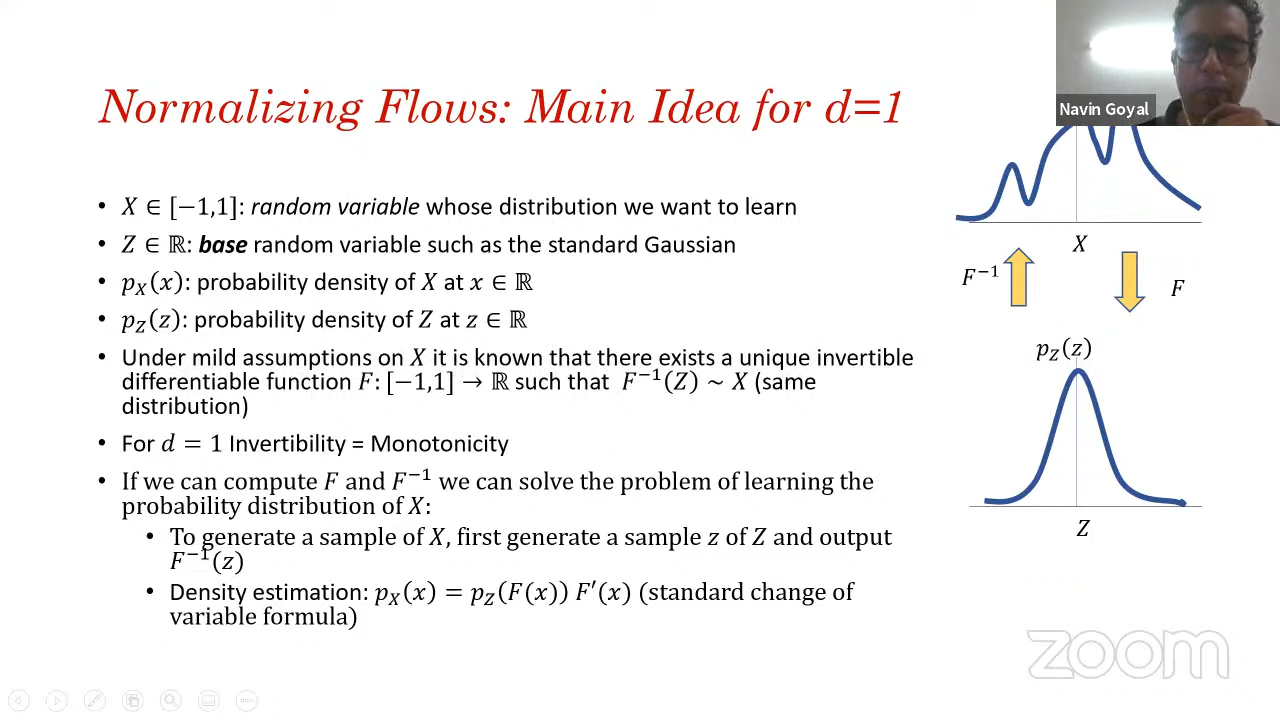 Navin Goyal
Normalizing Flows: Main Idea for d=1
• X ∈ [−1,1]: random variable whose distribution we want to learn
• Z ∈ ℝ: base random variable such as the standard Gaussian
• p_X(x): probability density of X at x ∈ ℝ
• p_Z(z): probability density of Z at z ∈ ℝ
• Under mild assumptions on X it is known that there exists a unique invertible
differentiable function F: [−1,1] → ℝ such that F⁻¹(Z) ~ X (same
distribution)
• For d = 1 Invertibility = Monotonicity
• If we can compute F and F⁻¹ we can solve the problem of learning the
probability distribution of X:
• To generate a sample of X, first generate a sample z of Z and output
F⁻¹(z)
• Density estimation: p_X(x) = p_Z(F(x)) F′(x) (standard change of
variable formula)
X
F⁻¹
F
p_Z(z)
Z
zoom